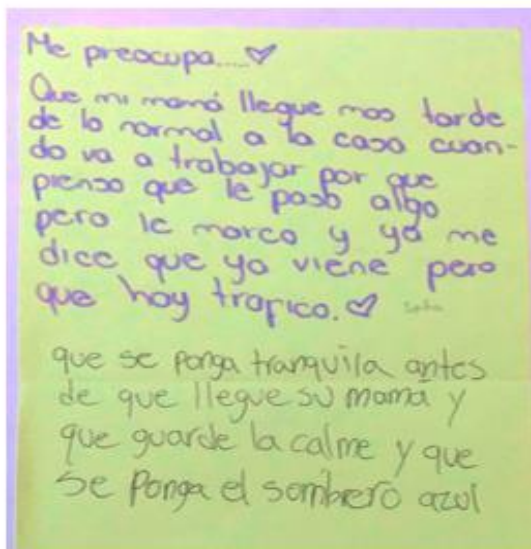 Me preocupa.....♡
Que mi mamá llegue mas tarde
de lo normal a la casa cuan-
do va a trabajar por que
pienso que le pasó algo
pero le marco y ya me
dice que ya viene pero
que hay trafico.♡
que se ponga tranquila antes
de que llegue su mamá y
que guarde la calme y que
se ponga el sombrero azul